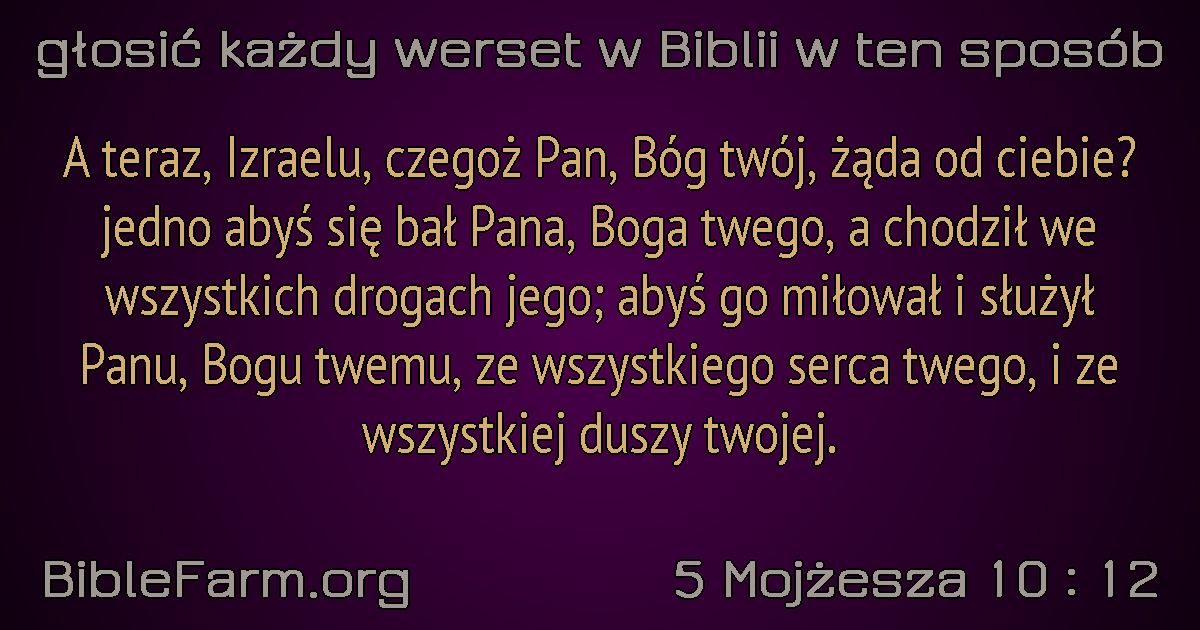 głosić każdy werset w Biblii w ten sposób
A teraz, Izraelu, czegoż Pan, Bóg twój, żąda od ciebie?
jedno abyś się bał Pana, Boga twego, a chodził we
wszystkich drogach jego; abyś go miłował i służył
Panu, Bogu twemu, ze wszystkiego serca twego, i ze
wszystkiej duszy twojej.
BibleFarm.org
5 Mojżesza 10 : 12